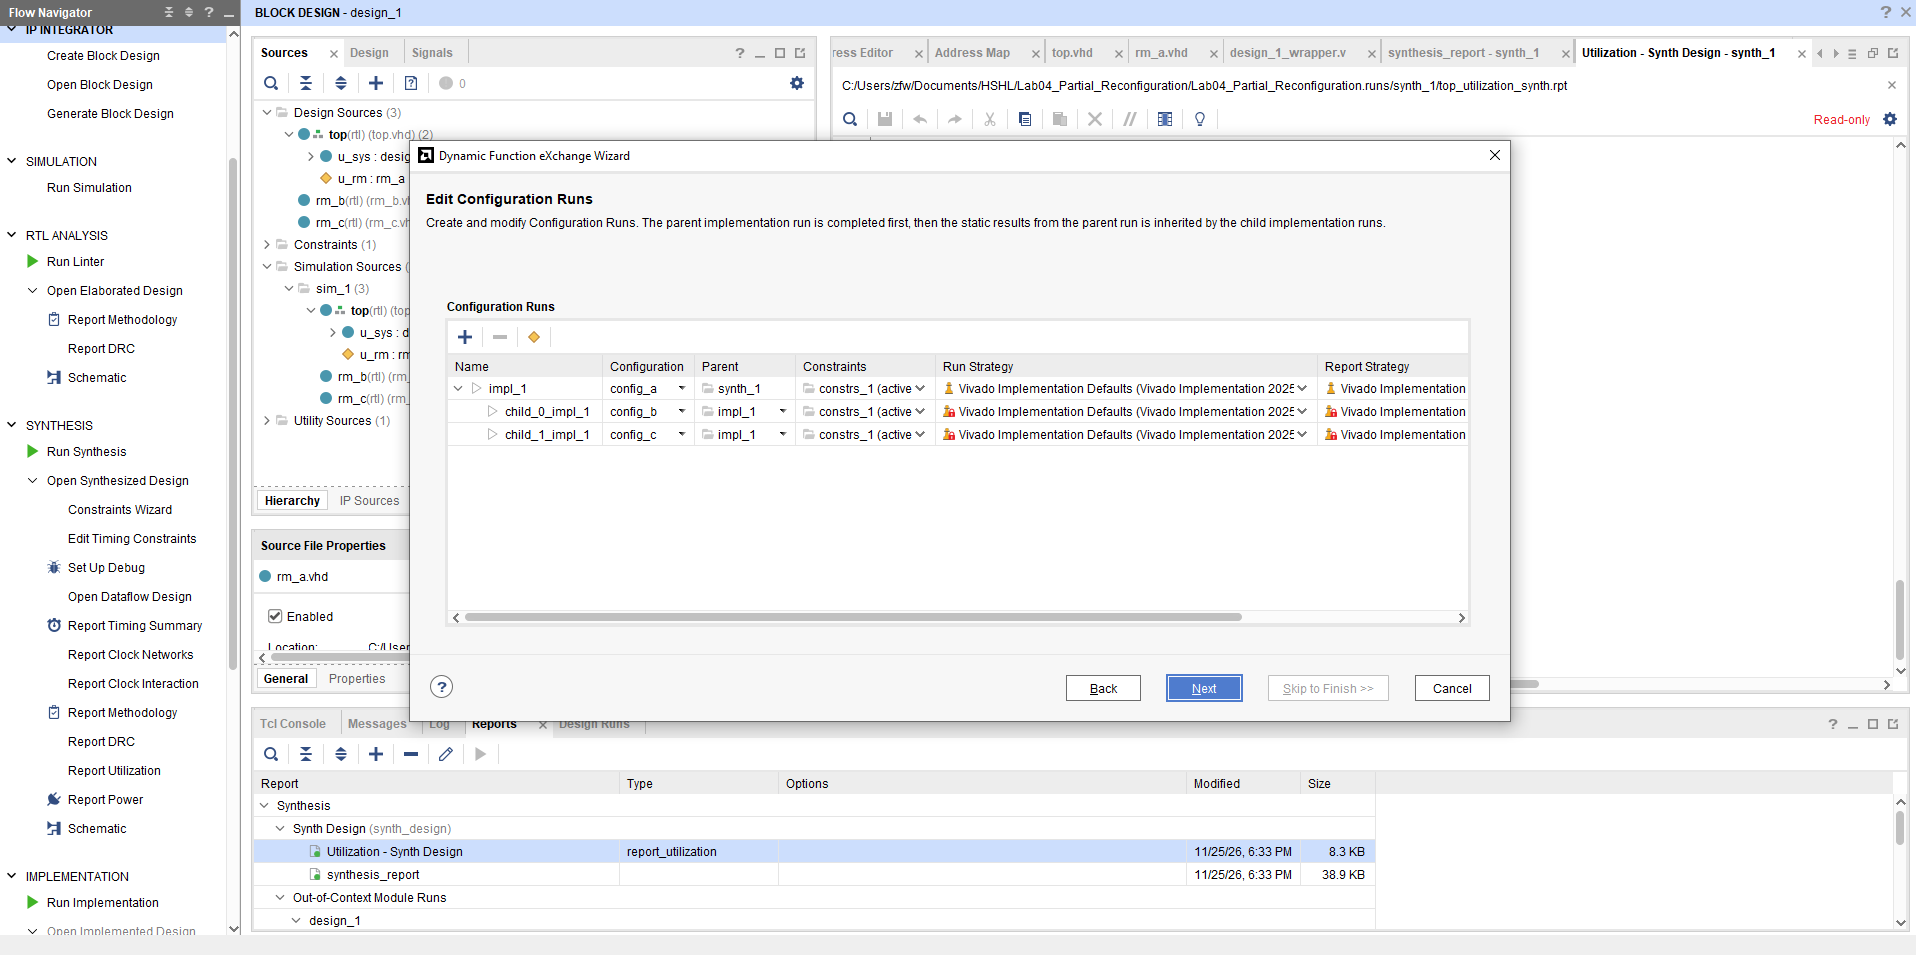 Flow Navigator
IP INTEGRATOR
Create Block Design
Open Block Design
Generate Block Design
SIMULATION
Run Simulation
RTL ANALYSIS
Run Linter
Open Elaborated Design
Report Methodology
Report DRC
Schematic
SYNTHESIS
Run Synthesis
Open Synthesized Design
Constraints Wizard
Edit Timing Constraints
Set Up Debug
Open Dataflow Design
Report Timing Summary
Report Clock Networks
Report Clock Interaction
Report Methodology
Report DRC
Report Utilization
Report Power
Schematic
IMPLEMENTATION
Run Implementation
Open Implemented Design
BLOCK DESIGN - design_1
Sources Design Signals
0
Design Sources (3)
top(rtl) (top.vhd) (2)
u_sys : desig
u_rm : rm_a
rm_b(rtl) (rm_b.vh
rm_c(rtl) (rm_c.vh
Constraints (1)
Simulation Sources (
sim_1 (3)
top(rtl) (top
u_sys : d
u_rm : rm
rm_b(rtl) (rm_
rm_c(rtl) (rm_
Utility Sources (1)
Hierarchy IP Sources
Source File Properties
rm_a.vhd
Enabled
Location: C:/User
General Properties
ress Editor Address Map top.vhd rm_a.vhd design_1_wrapper.v synthesis_report - synth_1 Utilization - Synth Design - synth_1
C:/Users/zfw/Documents/HSHL/Lab04_Partial_Reconfiguration/Lab04_Partial_Reconfiguration.runs/synth_1/top_utilization_synth.rpt
Read-only
Dynamic Function eXchange Wizard
Edit Configuration Runs
Create and modify Configuration Runs. The parent implementation run is completed first, then the static results from the parent run is inherited by the child implementation runs.
Configuration Runs
Name Configuration Parent Constraints Run Strategy Report Strategy
impl_1 config_a synth_1 constrs_1 (active Vivado Implementation Defaults (Vivado Implementation 2025 Vivado Implementation
child_0_impl_1 config_b impl_1 constrs_1 (active Vivado Implementation Defaults (Vivado Implementation 2025 Vivado Implementation
child_1_impl_1 config_c impl_1 constrs_1 (active Vivado Implementation Defaults (Vivado Implementation 2025 Vivado Implementation
Back Next Skip to Finish >> Cancel
Tcl Console Messages Log Reports Design Runs
Report Type Options Modified Size
Synthesis
Synth Design (synth_design)
Utilization - Synth Design report_utilization 11/25/26, 6:33 PM 8.3 KB
synthesis_report 11/25/26, 6:33 PM 38.9 KB
Out-of-Context Module Runs
design_1